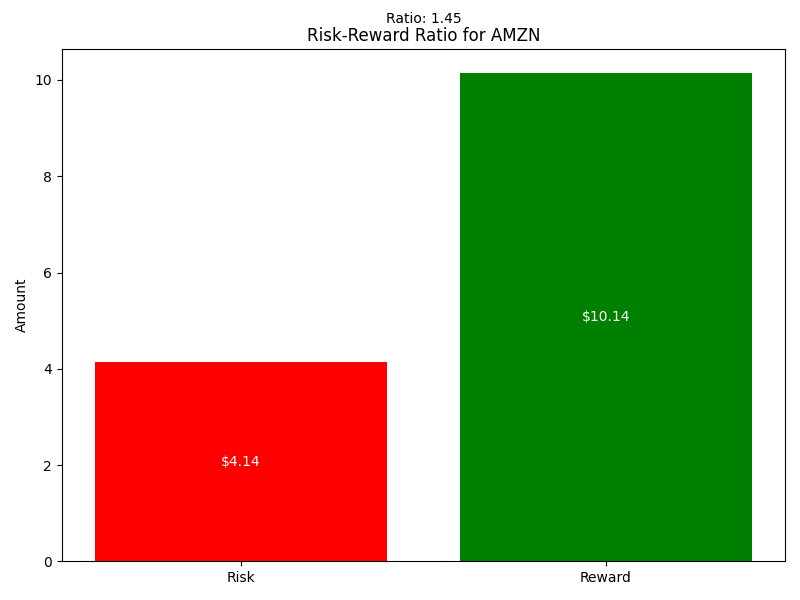 Ratio: 1.45
Risk-Reward Ratio for AMZN
10
8
6
4
2
0
Amount
$10.14
$4.14
Risk
Reward